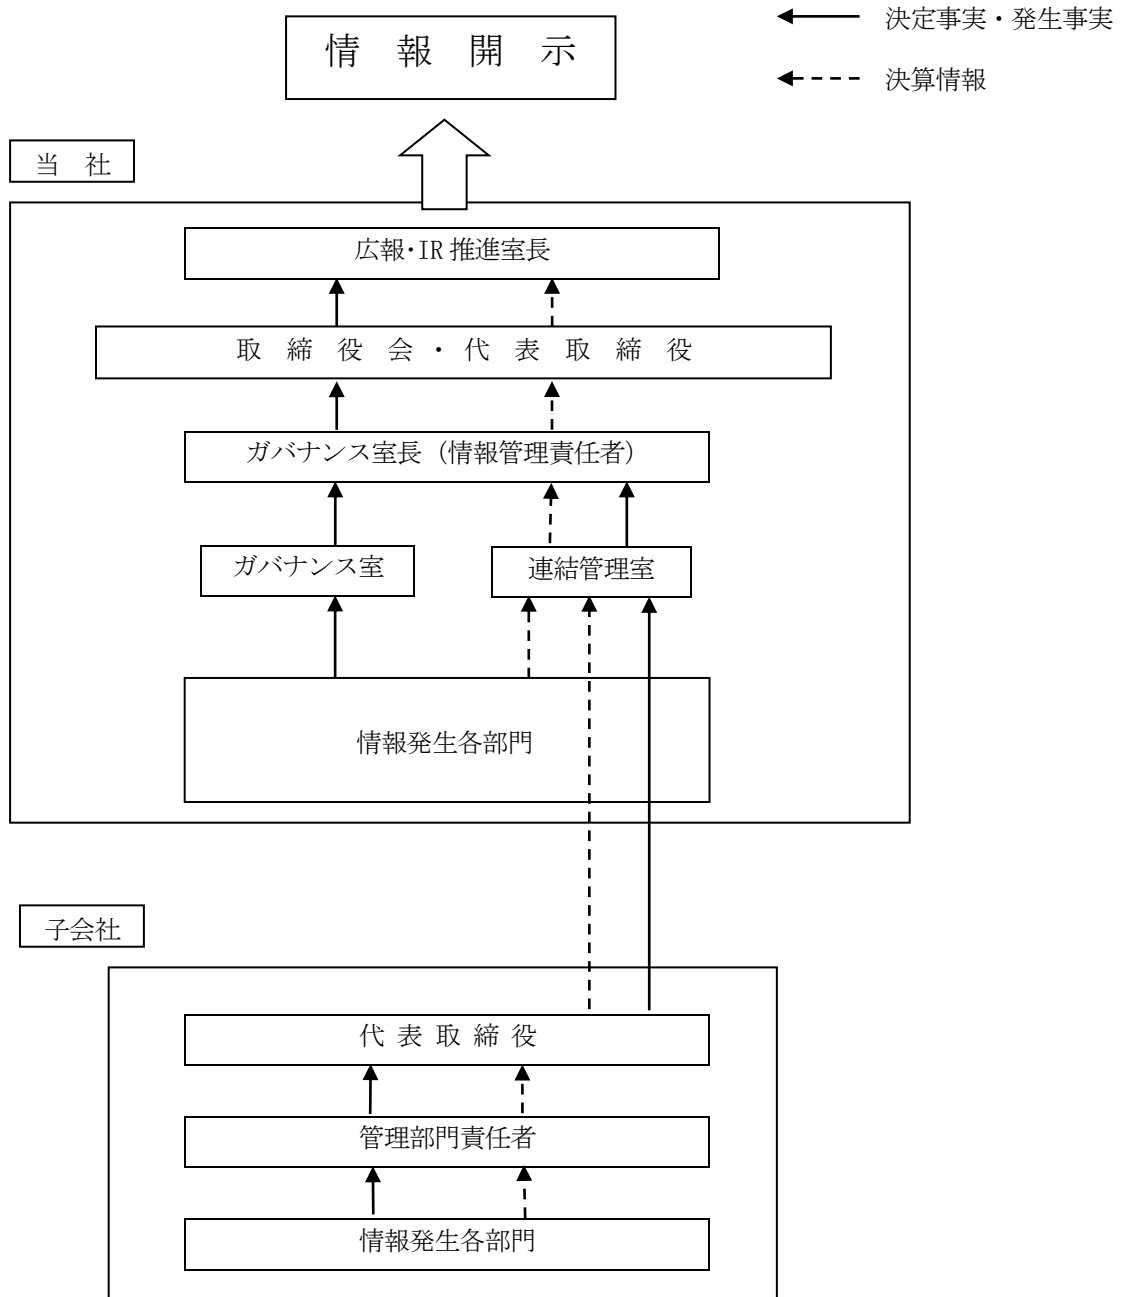 情　報　開　示
決定事実・発生事実
決算情報
当　社
広報・IR 推進室長
取　締　役　会　・　代　表　取　締　役
ガバナンス室長（情報管理責任者）
ガバナンス室
連結管理室
情報発生各部門
子会社
代 表 取 締 役
管理部門責任者
情報発生各部門